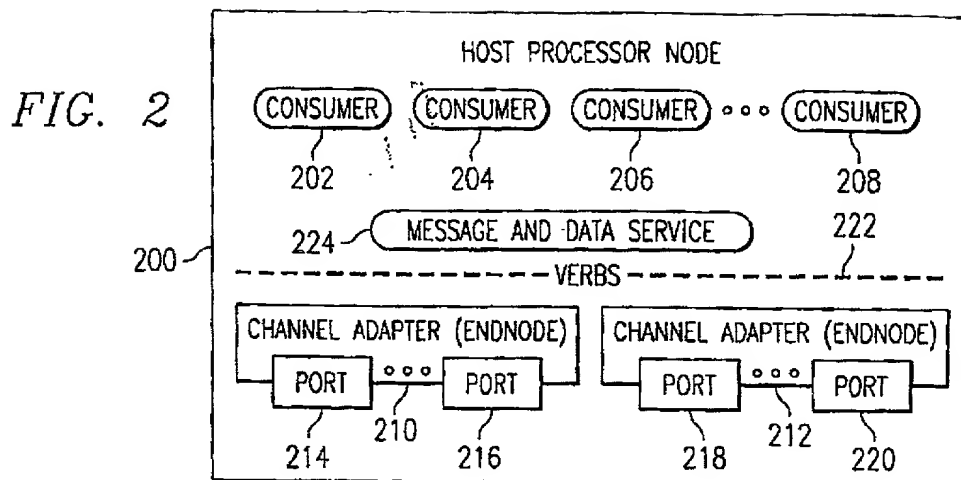 HOST PROCESSOR NODE
FIG. 2
CONSUMER CONSUMER CONSUMER CONSUMER
202 204 206 208
224 MESSAGE AND DATA SERVICE 222
200
VERBS
CHANNEL ADAPTER (ENDNODE) CHANNEL ADAPTER (ENDNODE)
PORT PORT PORT PORT
214 210 216 218 212 220